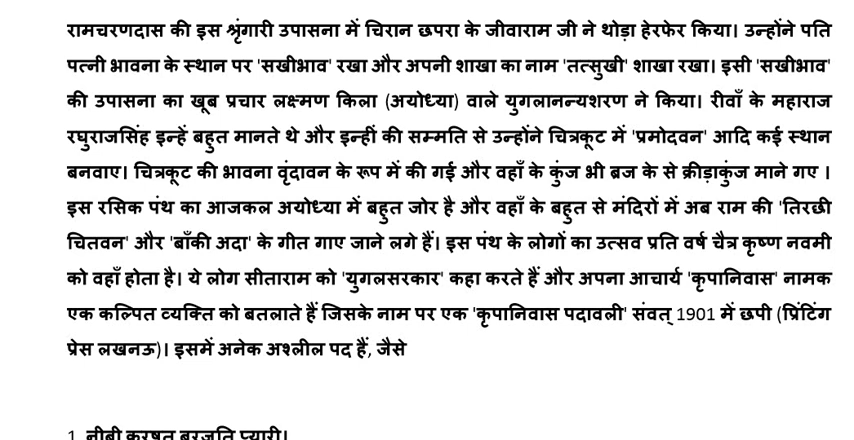 रामचरणदास की इस श्रृंगारी उपासना में चिरान छपरा के जीवाराम जी ने थोड़ा हेरफेर किया। उन्होंने पति
पत्नी भावना के स्थान पर 'सखीभाव' रखा और अपनी शाखा का नाम 'तत्सुखी' शाखा रखा। इसी 'सखीभाव'
की उपासना का खूब प्रचार लक्ष्मण किला (अयोध्या) वाले युगलानन्यशरण ने किया। रीवाँ के महाराज
रघुराजसिंह इन्हें बहुत मानते थे और इन्हीं की सम्मति से उन्होंने चित्रकूट में 'प्रमोदवन' आदि कई स्थान
बनवाए। चित्रकूट की भावना वृंदावन के रूप में की गई और वहाँ के कुंज भी ब्रज के से क्रीड़ाकुंज माने गए ।
इस रसिक पंथ का आजकल अयोध्या में बहुत जोर है और वहाँ के बहुत से मंदिरों में अब राम की 'तिरछी
चितवन' और 'बाँकी अदा' के गीत गाए जाने लगे हैं। इस पंथ के लोगों का उत्सव प्रति वर्ष चैत्र कृष्ण नवमी
को वहाँ होता है। ये लोग सीताराम को 'युगलसरकार' कहा करते हैं और अपना आचार्य 'कृपानिवास' नामक
एक कल्पित व्यक्ति को बतलाते हैं जिसके नाम पर एक 'कृपानिवास पदावली' संवत् 1901 में छपी (प्रिंटिंग
प्रेस लखनऊ)। इसमें अनेक अश्लील पद हैं, जैसे
1. नीबी करषत बरजति प्यारी।